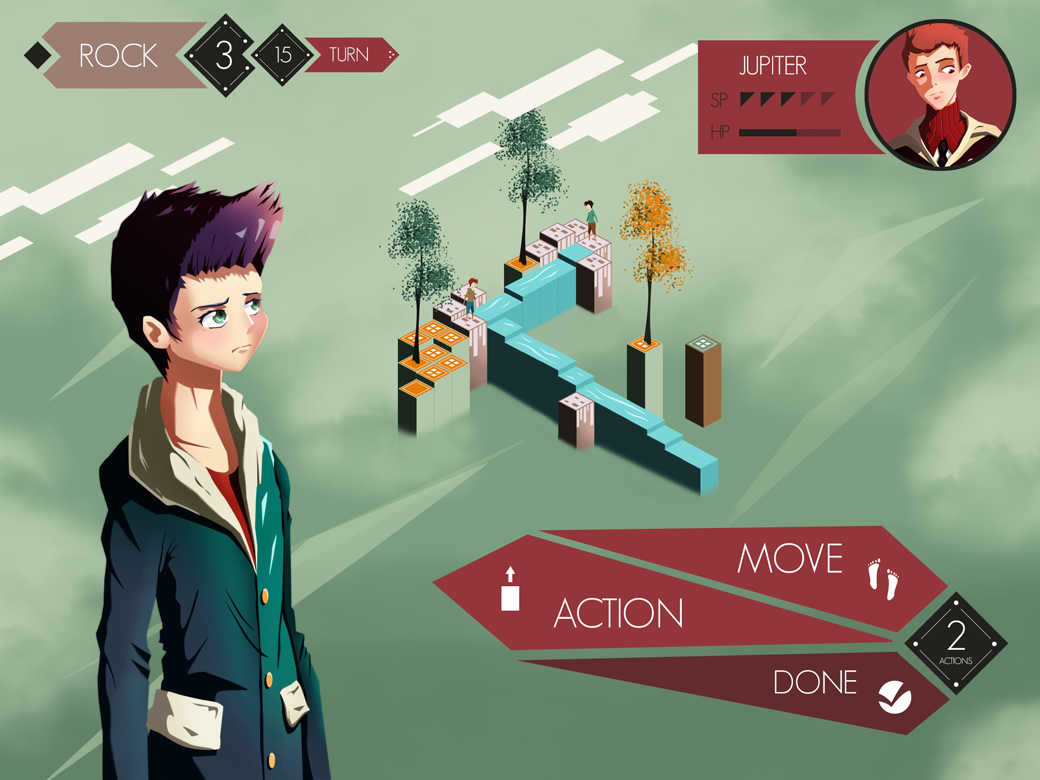 ROCK
3
15
TURN
JUPITER
SP
HP
MOVE
ACTION
2
ACTIONS
DONE